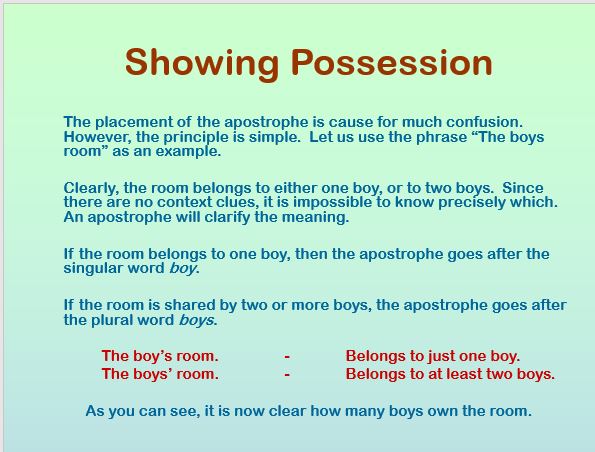 Showing Possession
The placement of the apostrophe is cause for much confusion.
However, the principle is simple.  Let us use the phrase “The boys
room” as an example.
Clearly, the room belongs to either one boy, or to two boys.  Since
there are no context clues, it is impossible to know precisely which.
An apostrophe will clarify the meaning.
If the room belongs to one boy, then the apostrophe goes after the
singular word boy.
If the room is shared by two or more boys, the apostrophe goes after
the plural word boys.
The boy’s room. - Belongs to just one boy.
The boys’ room. - Belongs to at least two boys.
As you can see, it is now clear how many boys own the room.